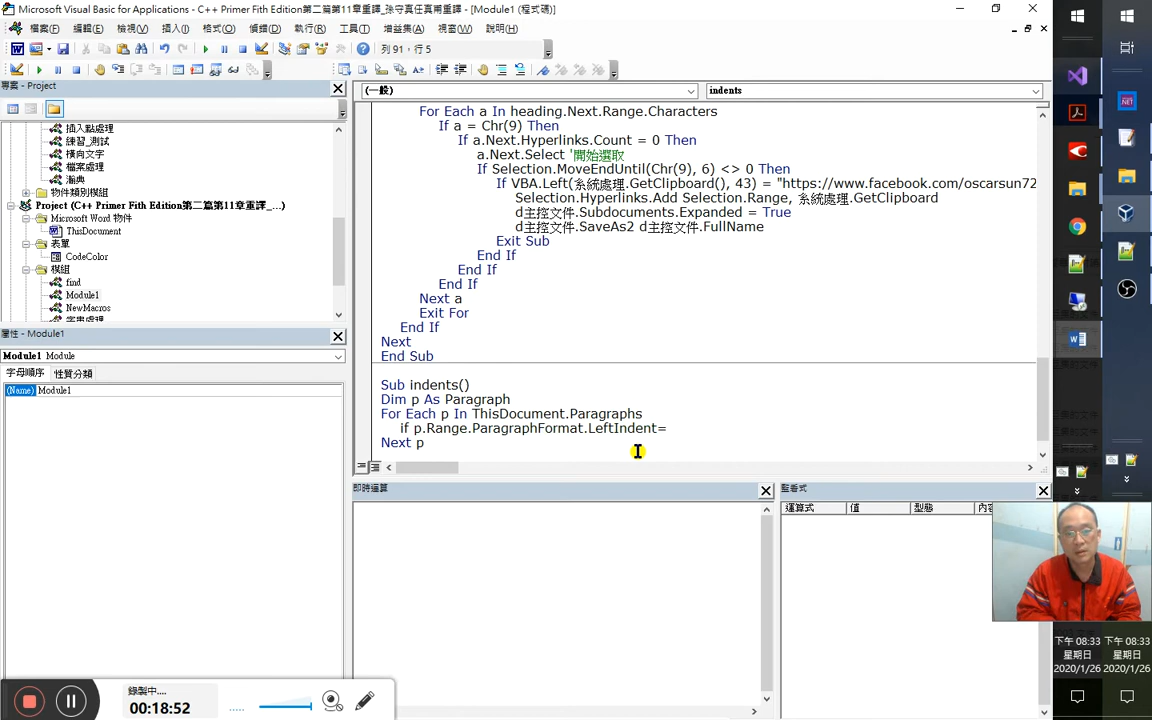 Microsoft Visual Basic for Applications - C++ Primer Fith Edition第二篇第11章重譯_孫守真任真甫重譯 - [Module1 (程式碼)]
檔案(F) 編輯(E) 檢視(V) 插入(I) 格式(O) 偵錯(D) 執行(R) 工具(T) 增益集(A) 視窗(W) 說明(H)
列 91，行 5
專案 - Project
插入點處理
練習_測試
橫向文字
檔案處理
瀚典
物件類別模組
Project (C++ Primer Fith Edition第二篇第11章重譯_...)
Microsoft Word 物件
ThisDocument
表單
CodeColor
模組
find
Module1
NewMacros
字串處理
屬性 - Module1
Module1 Module
字母順序 性質分類
(Name) Module1
(一般)
indents
For Each a In heading.Next.Range.Characters
If a = Chr(9) Then
If a.Next.Hyperlinks.Count = 0 Then
a.Next.Select '開始選取
If Selection.MoveEndUntil(Chr(9), 6) <> 0 Then
If VBA.Left(系統處理.GetClipboard(), 43) = "https://www.facebook.com/oscarsun72
Selection.Hyperlinks.Add Selection.Range, 系統處理.GetClipboard
d主控文件.Subdocuments.Expanded = True
d主控文件.SaveAs2 d主控文件.FullName
Exit Sub
End If
End If
End If
Next a
Exit For
End If
Next
End Sub
Sub indents()
Dim p As Paragraph
For Each p In ThisDocument.Paragraphs
if p.Range.ParagraphFormat.LeftIndent=
Next p
即時運算
監看式
運算式 值 型態 內容
錄製中....
00:18:52
下午 08:33
星期日
2020/1/26
下午 08:33
星期日
2020/1/26